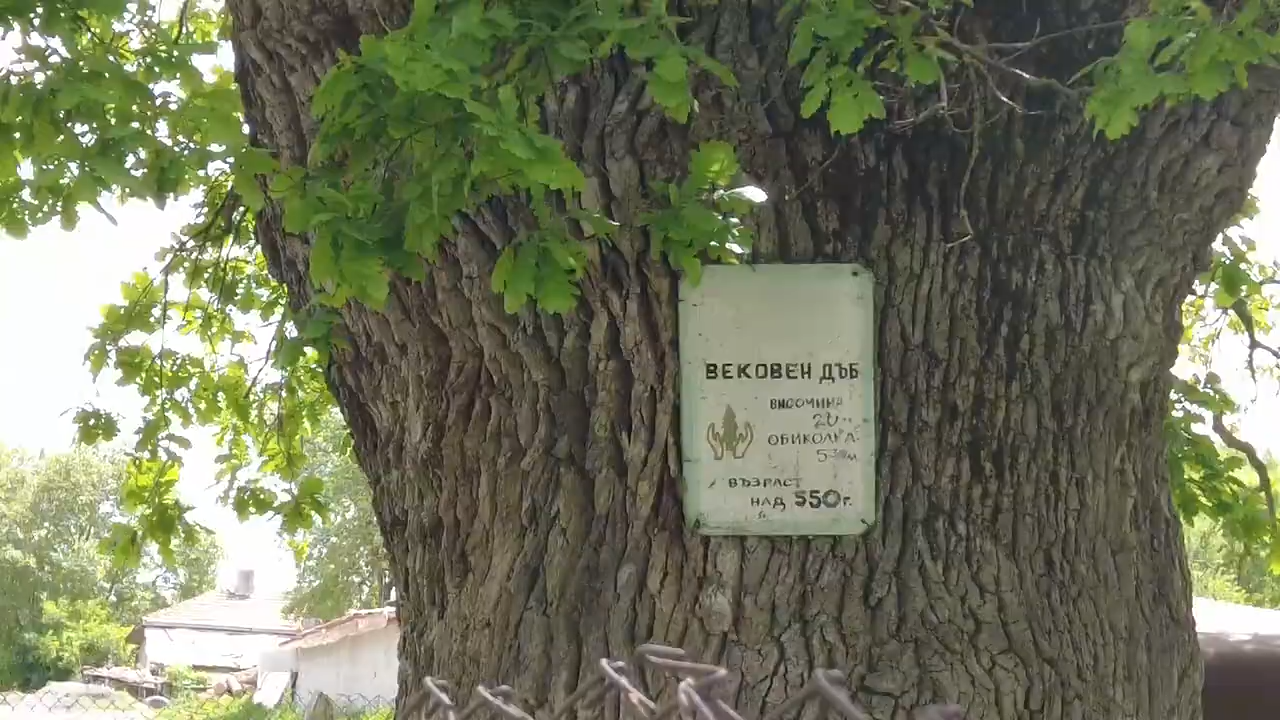 ВЕКОВЕН ДЪБ
ВИСОЧИНА
ОБИКОЛКА
ВЪЗРАСТ
НАД 550г.